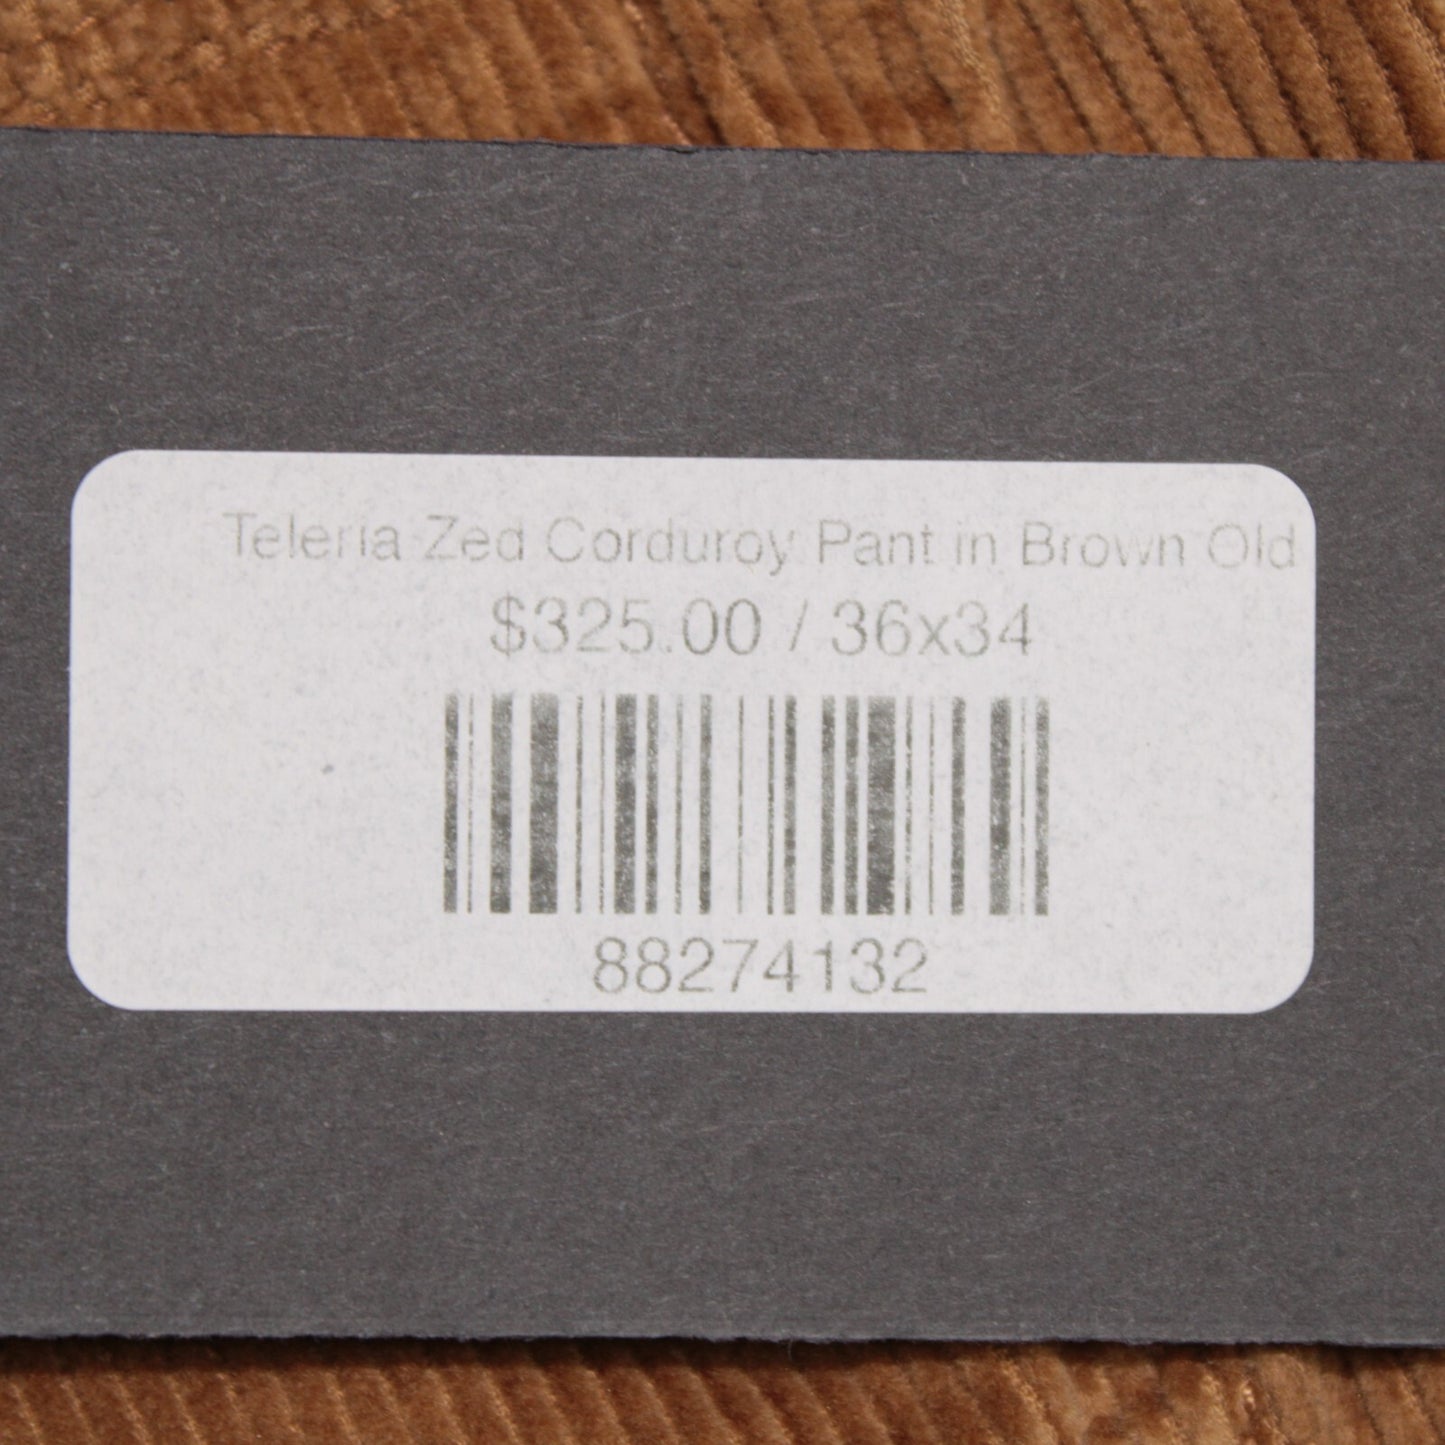 Teleria Zed Corduroy Pant in Brown Old
$325.00 / 36x34
88274132